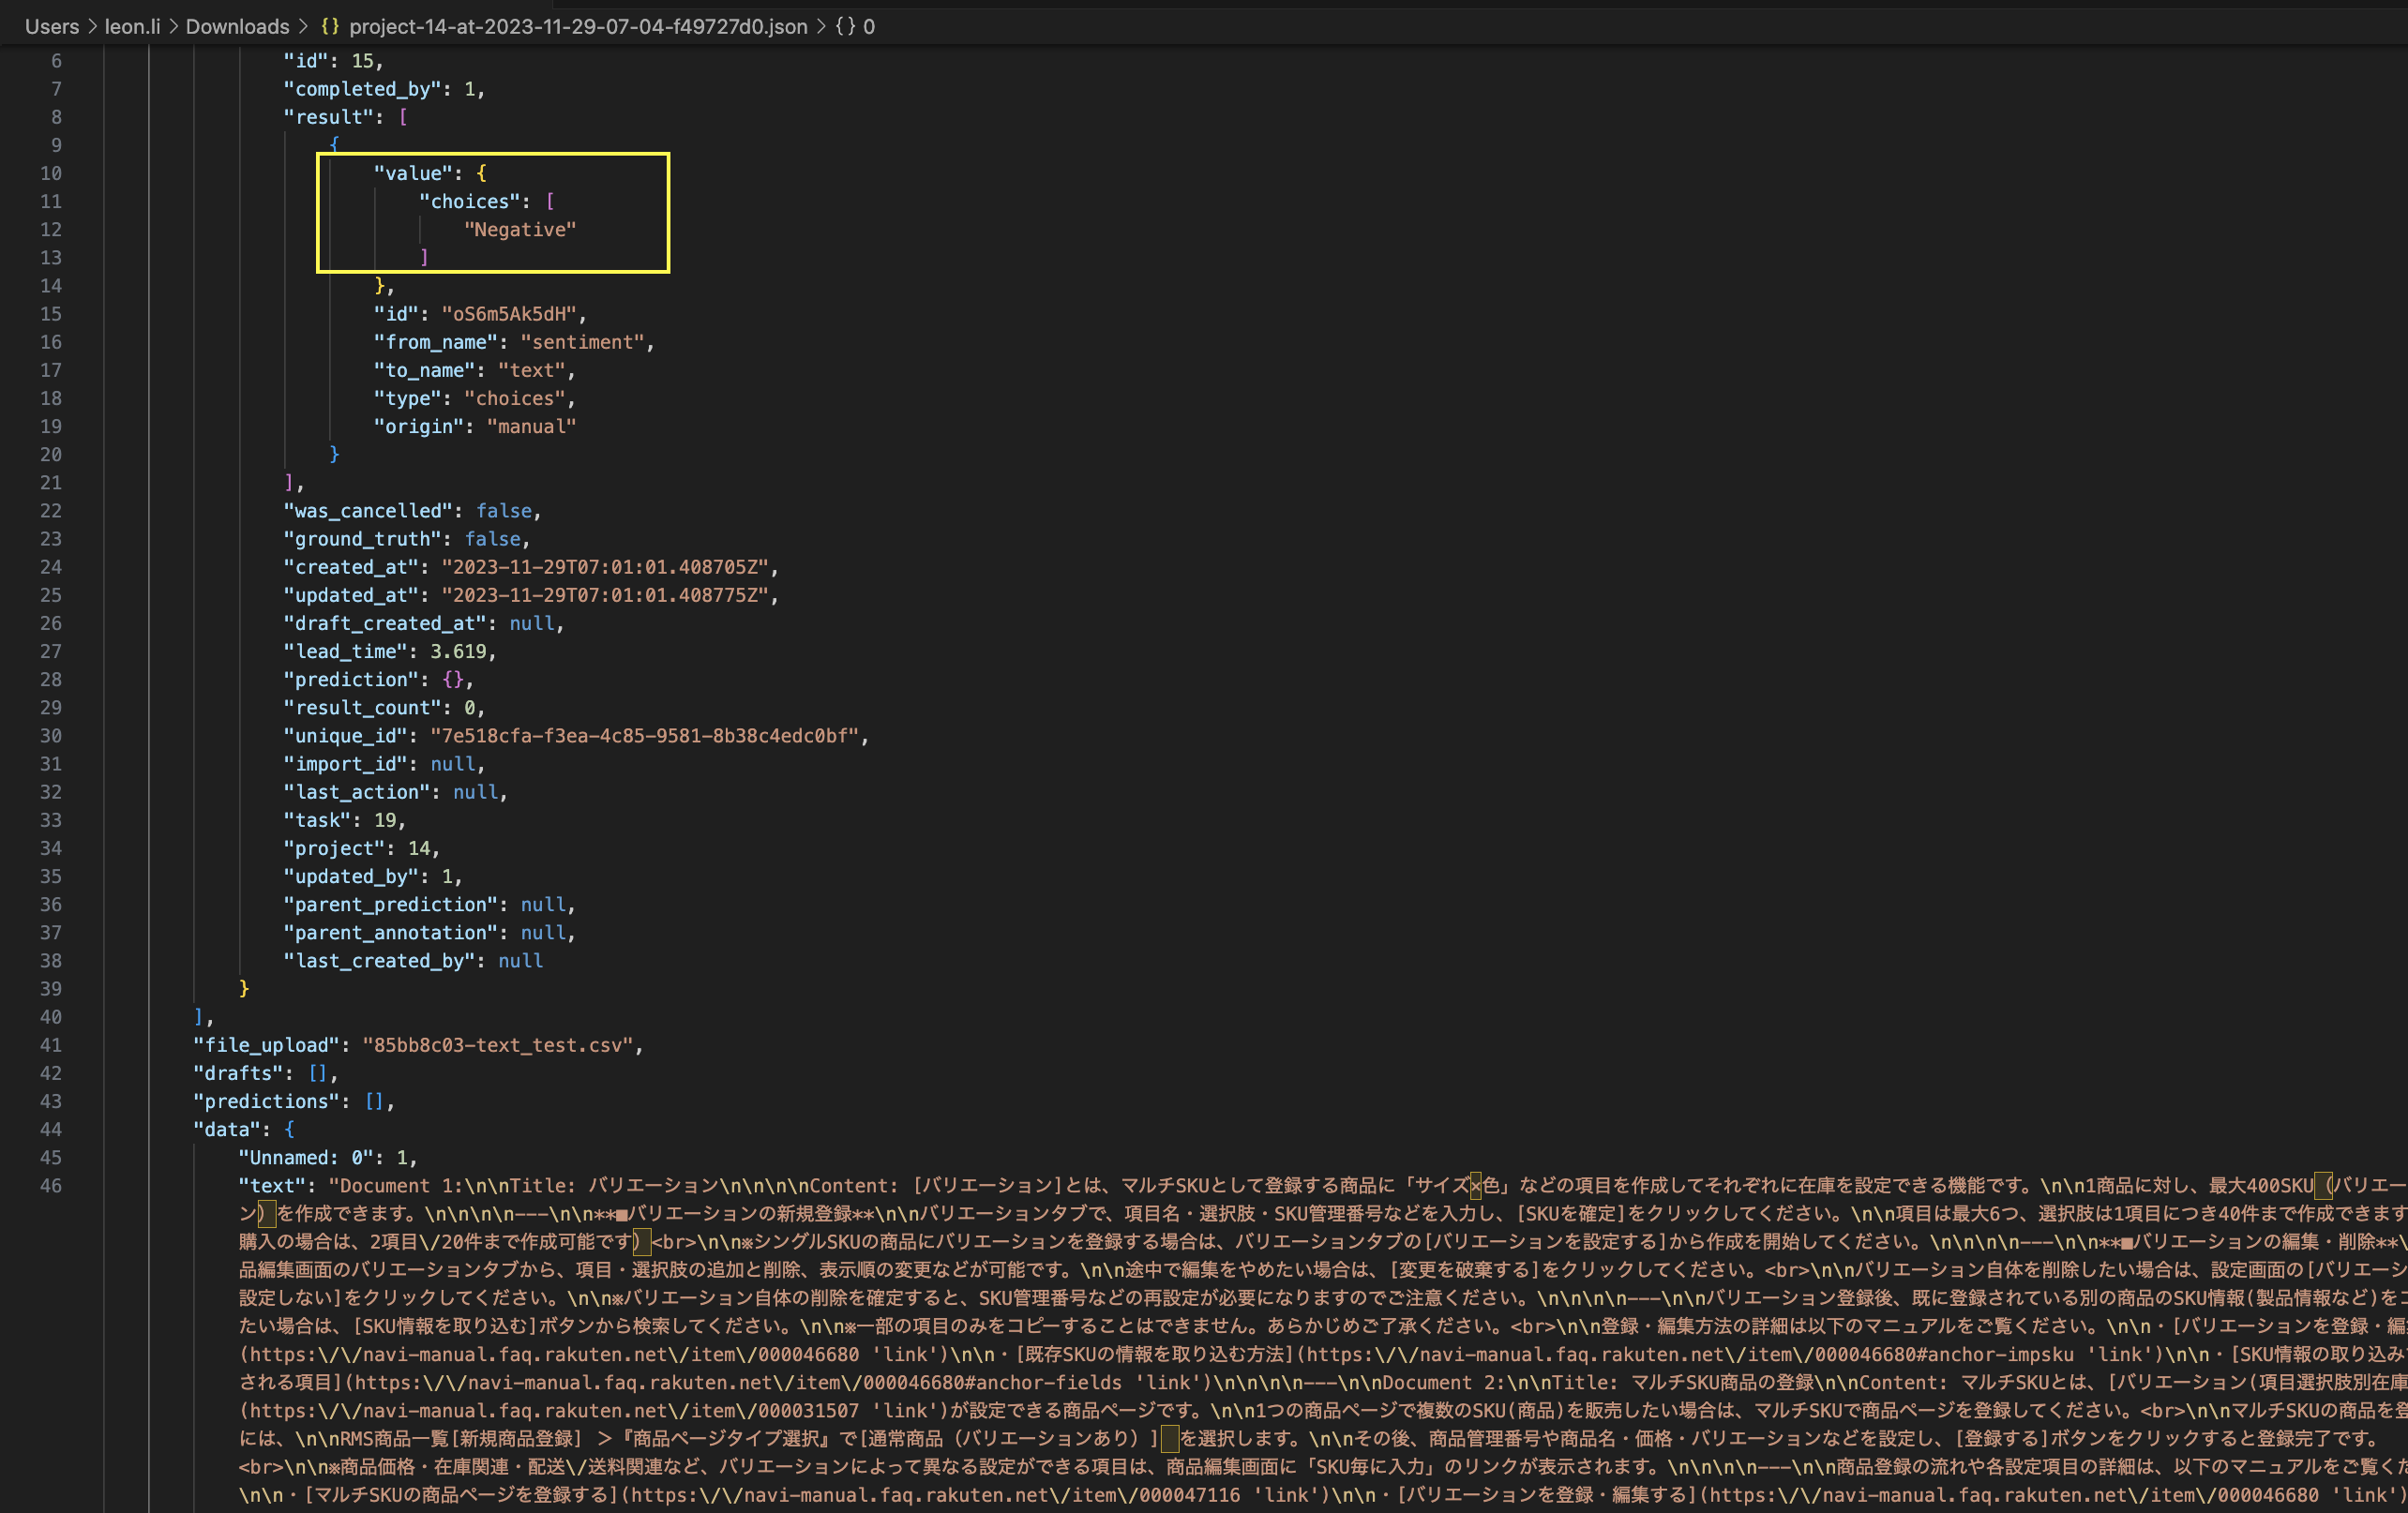 Users > leon.li > Downloads > {} project-14-at-2023-11-29-07-04-f49727d0.json > {} 0
6 "id": 15,
7 "completed_by": 1,
8 "result": [
9 {
10 "value": {
11 "choices": [
12 "Negative"
13 ]
14 },
15 "id": "oS6m5Ak5dH",
16 "from_name": "sentiment",
17 "to_name": "text",
18 "type": "choices",
19 "origin": "manual"
20 }
21 ],
22 "was_cancelled": false,
23 "ground_truth": false,
24 "created_at": "2023-11-29T07:01:01.408705Z",
25 "updated_at": "2023-11-29T07:01:01.408775Z",
26 "draft_created_at": null,
27 "lead_time": 3.619,
28 "prediction": {},
29 "result_count": 0,
30 "unique_id": "7e518cfa-f3ea-4c85-9581-8b38c4edc0bf",
31 "import_id": null,
32 "last_action": null,
33 "task": 19,
34 "project": 14,
35 "updated_by": 1,
36 "parent_prediction": null,
37 "parent_annotation": null,
38 "last_created_by": null
39 }
40 ],
41 "file_upload": "85bb8c03-text_test.csv",
42 "drafts": [],
43 "predictions": [],
44 "data": {
45 "Unnamed: 0": 1,
46 "text": "Document 1:\n\nTitle: バリエーション\n\n\n\nContent: [バリエーション]とは、マルチSKUとして登録する商品に「サイズ×色」などの項目を作成してそれぞれに在庫を設定できる機能です。\n\n1商品に対し、最大400SKU（バリエー
ン）を作成できます。\n\n\n\n---\n\n**■バリエーションの新規登録**\n\nバリエーションタブで、項目名・選択肢・SKU管理番号などを入力し、[SKUを確定]をクリックしてください。\n\n項目は最大6つ、選択肢は1項目につき40件まで作成できます
購入の場合は、2項目\/20件まで作成可能です）<br>\n\n※シングルSKUの商品にバリエーションを登録する場合は、バリエーションタブの[バリエーションを設定する]から作成を開始してください。\n\n\n\n---\n\n**■バリエーションの編集・削除**\
品編集画面のバリエーションタブから、項目・選択肢の追加と削除、表示順の変更などが可能です。\n\n途中で編集をやめたい場合は、[変更を破棄する]をクリックしてください。<br>\n\nバリエーション自体を削除したい場合は、設定画面の[バリエーシ
設定しない]をクリックしてください。\n\n※バリエーション自体の削除を確定すると、SKU管理番号などの再設定が必要になりますのでご注意ください。\n\n\n\n---\n\nバリエーション登録後、既に登録されている別の商品のSKU情報(製品情報など)を
たい場合は、[SKU情報を取り込む]ボタンから検索してください。\n\n※一部の項目のみをコピーすることはできません。あらかじめご了承ください。<br>\n\n登録・編集方法の詳細は以下のマニュアルをご覧ください。\n\n・[バリエーションを登録・編
(https:\/\/navi-manual.faq.rakuten.net\/item\/000046680 'link')\n\n・[既存SKUの情報を取り込む方法](https:\/\/navi-manual.faq.rakuten.net\/item\/000046680#anchor-impsku 'link')\n\n・[SKU情報の取り込み
される項目](https:\/\/navi-manual.faq.rakuten.net\/item\/000046680#anchor-fields 'link')\n\n\n\n---\n\nDocument 2:\n\nTitle: マルチSKU商品の登録\n\nContent: マルチSKUとは、[バリエーション(項目選択肢別在庫
(https:\/\/navi-manual.faq.rakuten.net\/item\/000031507 'link')が設定できる商品ページです。\n\n1つの商品ページで複数のSKU(商品)を販売したい場合は、マルチSKUで商品ページを登録してください。<br>\n\nマルチSKUの商品を登
には、\n\nRMS商品一覧[新規商品登録] ＞『商品ページタイプ選択』で[通常商品（バリエーションあり）]　を選択します。\n\nその後、商品管理番号や商品名・価格・バリエーションなどを設定し、[登録する]ボタンをクリックすると登録完了です。
<br>\n\n※商品価格・在庫関連・配送\/送料関連など、バリエーションによって異なる設定ができる項目は、商品編集画面に「SKU毎に入力」のリンクが表示されます。\n\n\n\n---\n\n商品登録の流れや各設定項目の詳細は、以下のマニュアルをご覧くだ
\n\n・[マルチSKUの商品ページを登録する](https:\/\/navi-manual.faq.rakuten.net\/item\/000047116 'link')\n\n・[バリエーションを登録・編集する](https:\/\/navi-manual.faq.rakuten.net\/item\/000046680 'link')